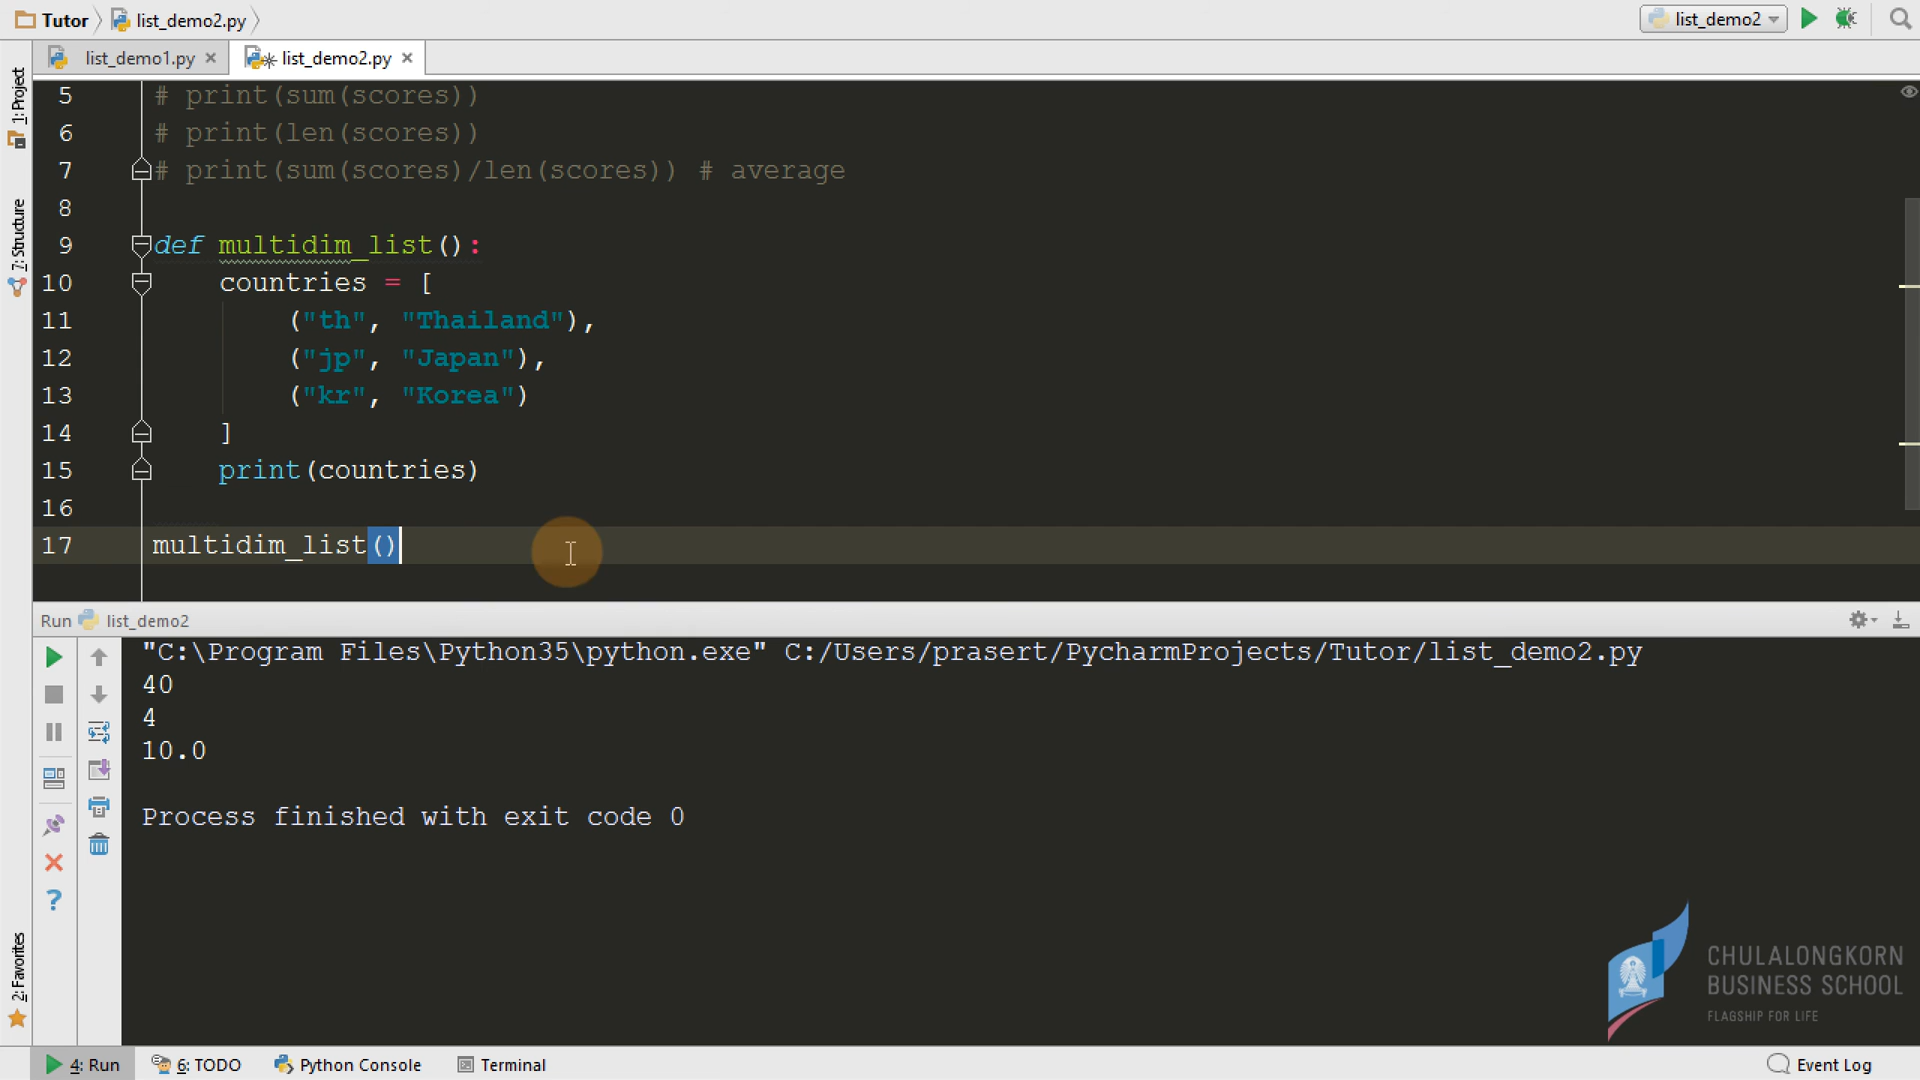 Tutor list_demo2.py list_demo2
list_demo1.py list_demo2.py
1: Project
7: Structure
2: Favorites
5 # print(sum(scores))
6 # print(len(scores))
7 # print(sum(scores)/len(scores)) # average
8
9 def multidim_list():
10 countries = [
11 ("th", "Thailand"),
12 ("jp", "Japan"),
13 ("kr", "Korea")
14 ]
15 print(countries)
16
17 multidim_list()
Run list_demo2
"C:\Program Files\Python35\python.exe" C:/Users/prasert/PycharmProjects/Tutor/list_demo2.py
40
4
10.0
Process finished with exit code 0
CHULALONGKORN
BUSINESS SCHOOL
FLAGSHIP FOR LIFE
4: Run 6: TODO Python Console Terminal Event Log